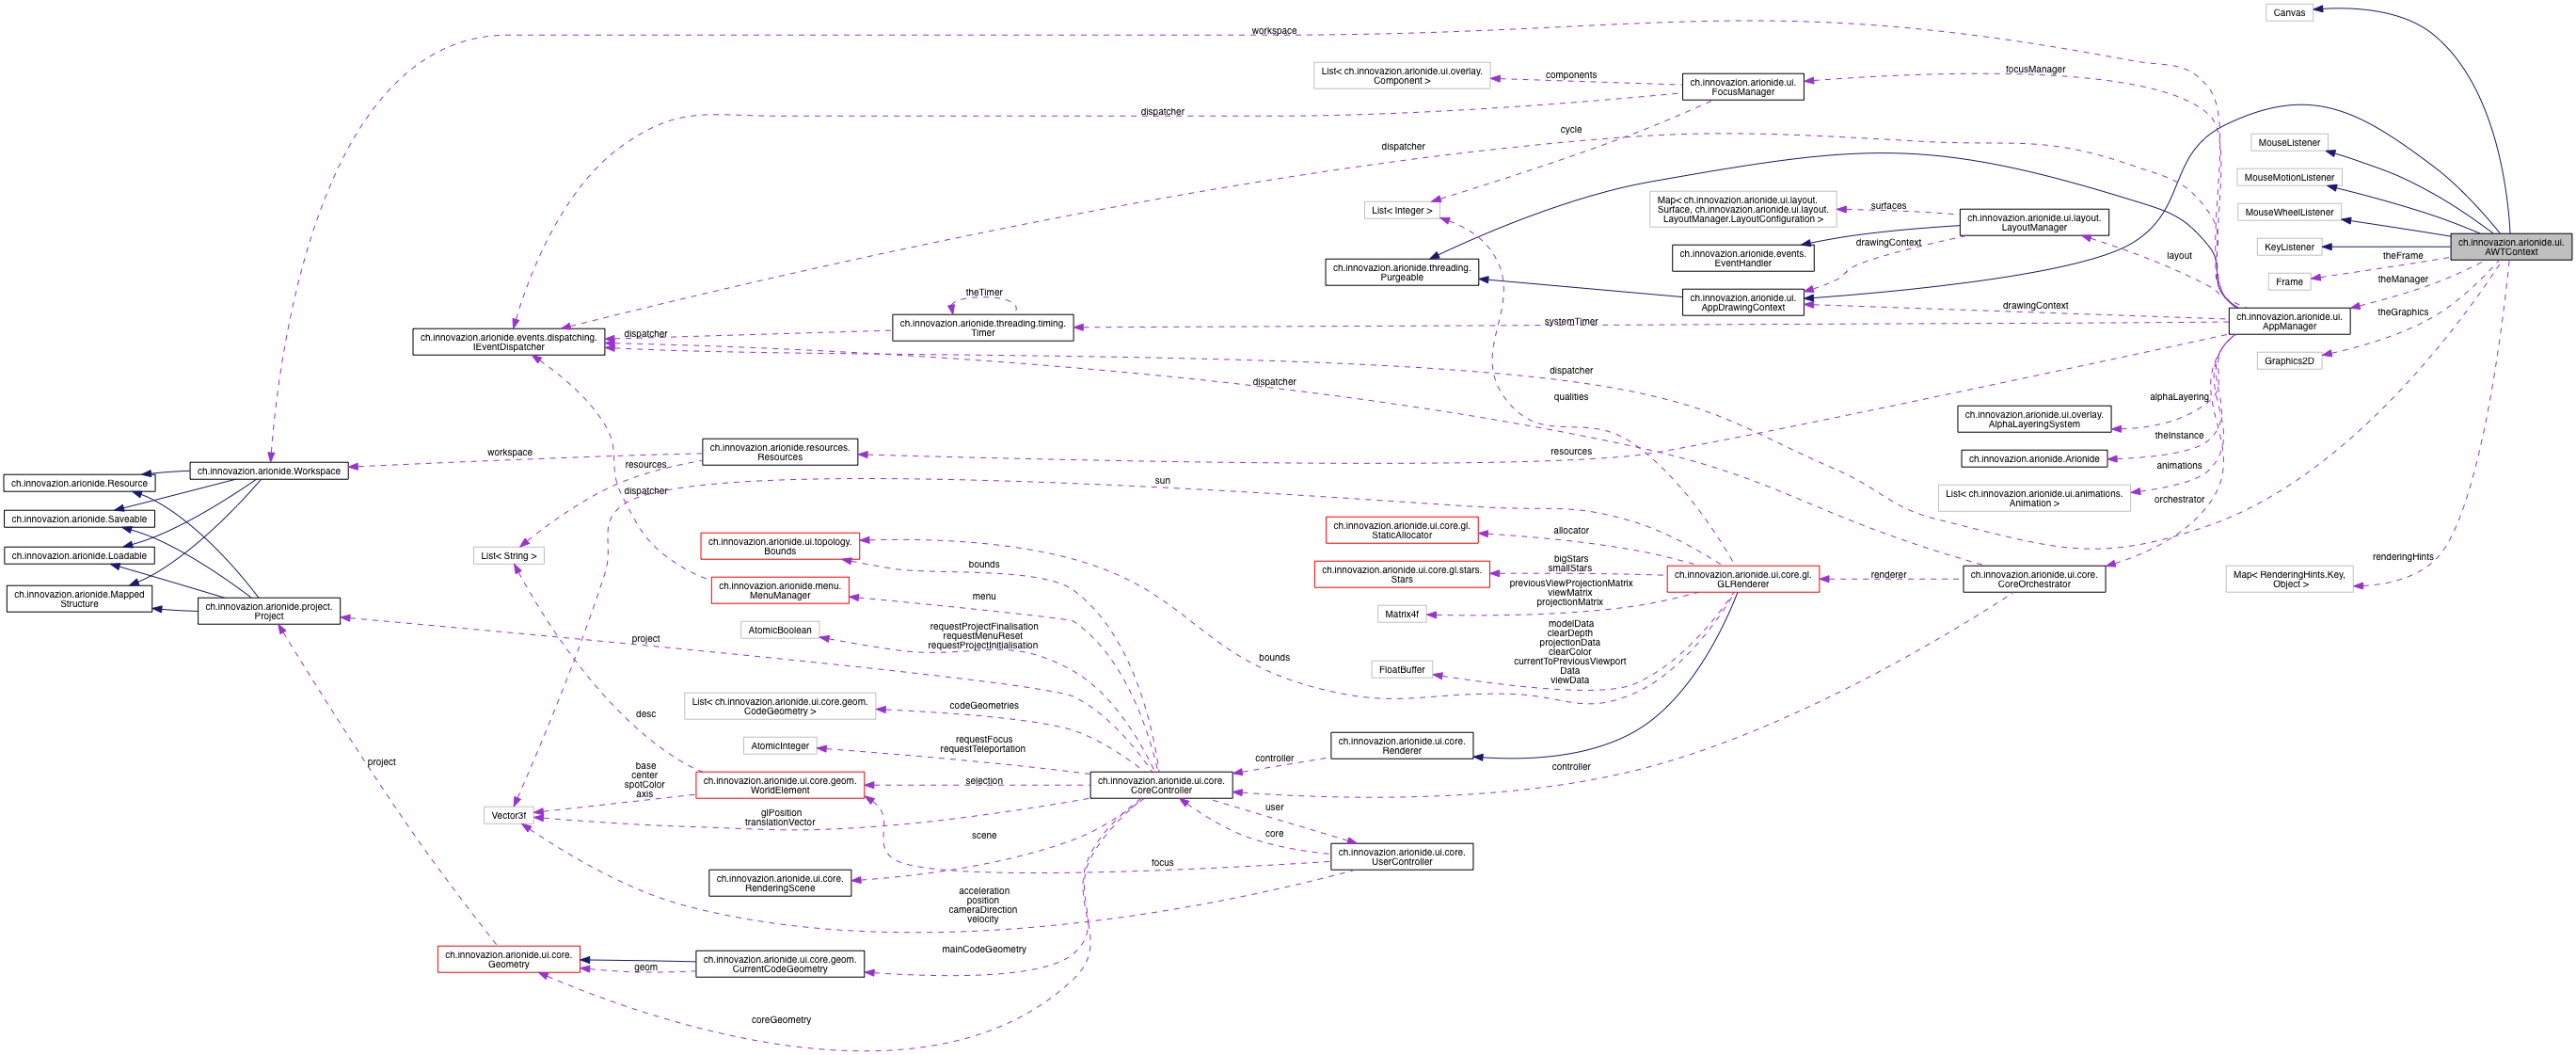 Canvas
workspace
focusManager
List< ch.innovazion.arionide.ui.overlay.
Component >
components
ch.innovazion.arionide.ui.
FocusManager
dispatcher
cycle
dispatcher
MouseListener
MouseMotionListener
Map< ch.innovazion.arionide.ui.layout.
Surface, ch.innovazion.arionide.ui.layout.
LayoutManager.LayoutConfiguration >
surfaces
List< Integer >
MouseWheelListener
ch.innovazion.arionide.ui.layout.
LayoutManager
drawingContext
KeyListener
ch.innovazion.arionide.ui.
AWTContext
ch.innovazion.arionide.events.
EventHandler
layout
theFrame
ch.innovazion.arionide.threading.
Purgeable
Frame
theManager
theTimer
ch.innovazion.arionide.ui.
AppDrawingContext
drawingContext
theGraphics
ch.innovazion.arionide.threading.timing.
Timer
systemTimer
ch.innovazion.arionide.ui.
AppManager
dispatcher
ch.innovazion.arionide.events.dispatching.
IEventDispatcher
Graphics2D
dispatcher
dispatcher
qualities
alphaLayering
ch.innovazion.arionide.ui.overlay.
AlphaLayeringSystem
theInstance
workspace
ch.innovazion.arionide.resources.
Resources
resources
ch.innovazion.arionide.Arionide
ch.innovazion.arionide.Workspace
resources
animations
ch.innovazion.arionide.Resource
sun
dispatcher
List< ch.innovazion.arionide.ui.animations.
Animation >
orchestrator
ch.innovazion.arionide.Saveable
ch.innovazion.arionide.ui.core.gl.
StaticAllocator
allocator
ch.innovazion.arionide.ui.topology.
Bounds
ch.innovazion.arionide.Loadable
List< String >
bounds
bigStars
smallStars
renderingHints
ch.innovazion.arionide.ui.core.gl.stars.
Stars
ch.innovazion.arionide.ui.core.gl.
GLRenderer
renderer
ch.innovazion.arionide.ui.core.
CoreOrchestrator
Map< RenderingHints.Key,
Object >
previousViewProjectionMatrix
viewMatrix
projectionMatrix
ch.innovazion.arionide.menu.
MenuManager
menu
ch.innovazion.arionide.Mapped
Structure
ch.innovazion.arionide.project.
Project
Matrix4f
AtomicBoolean
requestProjectFinalisation
requestMenuReset
requestProjectInitialisation
project
modelData
clearDepth
projectionData
clearColor
currentToPreviousViewport
Data
viewData
bounds
FloatBuffer
List< ch.innovazion.arionide.ui.core.geom.
CodeGeometry >
codeGeometries
desc
AtomicInteger
requestFocus
requestTeleportation
ch.innovazion.arionide.ui.core.
Renderer
controller
controller
project
base
center
spotColor
axis
ch.innovazion.arionide.ui.core.geom.
WorldElement
selection
ch.innovazion.arionide.ui.core.
CoreController
Vector3f
glPosition
translationVector
user
scene
core
ch.innovazion.arionide.ui.core.
UserController
focus
ch.innovazion.arionide.ui.core.
RenderingScene
acceleration
position
cameraDirection
velocity
ch.innovazion.arionide.ui.core.
Geometry
geom
ch.innovazion.arionide.ui.core.geom.
CurrentCodeGeometry
mainCodeGeometry
coreGeometry